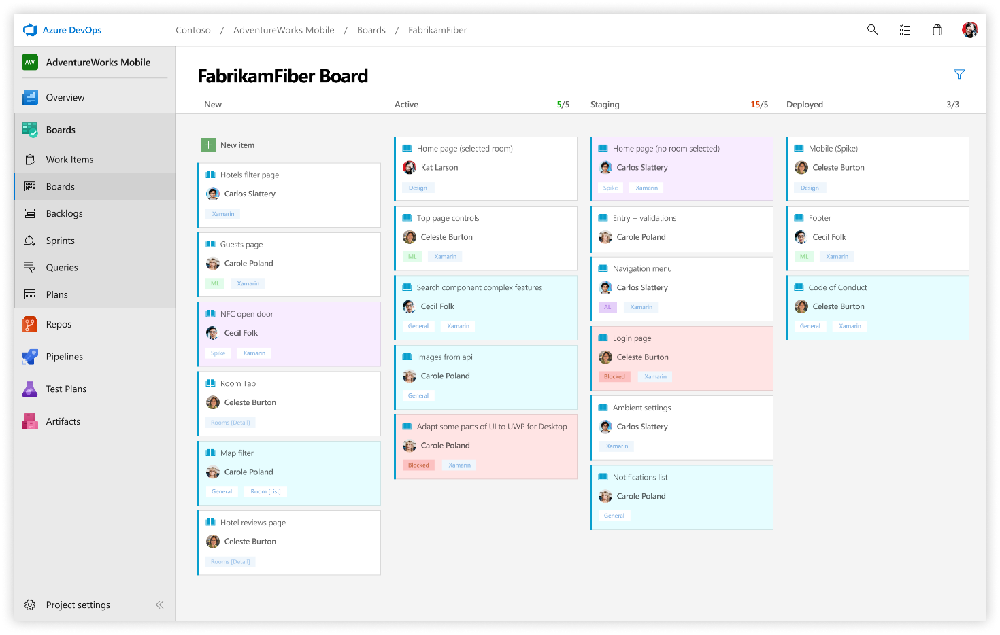 Azure DevOps
Contoso / AdventureWorks Mobile / Boards / FabrikamFiber
AW AdventureWorks Mobile
Overview
Boards
Work Items
Boards
Backlogs
Sprints
Queries
Plans
Repos
Pipelines
Test Plans
Artifacts
Project settings
FabrikamFiber Board
New
New item
Hotels filter page
Carlos Slattery
Xamarin
Guests page
Carole Poland
ML Xamarin
NFC open door
Cecil Folk
Spike Xamarin
Room Tab
Celeste Burton
Rooms [Detail]
Map filter
Carole Poland
General Room [List]
Hotel reviews page
Celeste Burton
Rooms [Detail]
Active 5/5
Home page (selected room)
Kat Larson
Design
Top page controls
Celeste Burton
ML Xamarin
Search component complex features
Cecil Folk
General Xamarin
Images from api
Carole Poland
General
Adapt some parts of UI to UWP for Desktop
Carole Poland
Blocked Xamarin
Staging 15/5
Home page (no room selected)
Carlos Slattery
Spike Xamarin
Entry + validations
Carole Poland
Navigation menu
Carlos Slattery
AL Xamarin
Login page
Celeste Burton
Blocked Xamarin
Ambient settings
Carlos Slattery
Xamarin
Notifications list
Carole Poland
General
Deployed 3/3
Mobile (Spike)
Celeste Burton
Design
Footer
Cecil Folk
ML Xamarin
Code of Conduct
Celeste Burton
General Xamarin